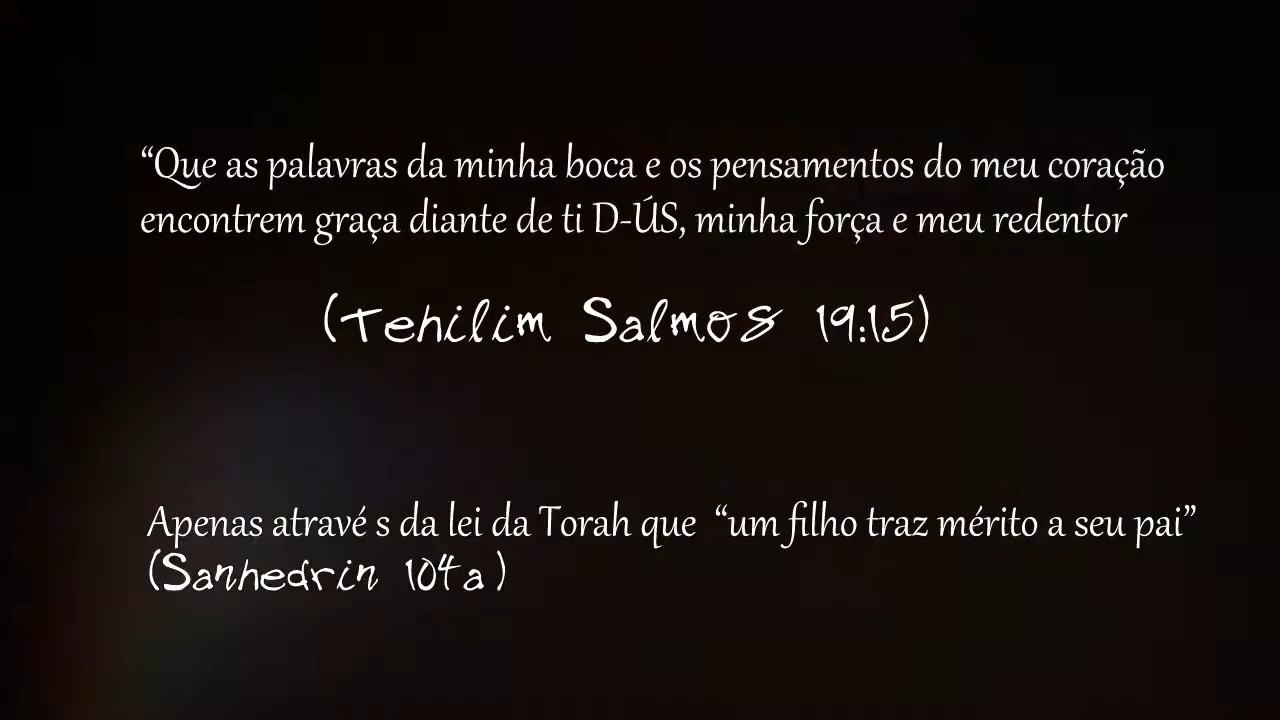 “Que as palavras da minha boca e os pensamentos do meu coração
encontrem graça diante de ti D-ÚS, minha força e meu redentor
(Tehilim Salmos 19:15)
Apenas atravé s da lei da Torah que “um filho traz mérito a seu pai”
(Sanhedrin 104a)